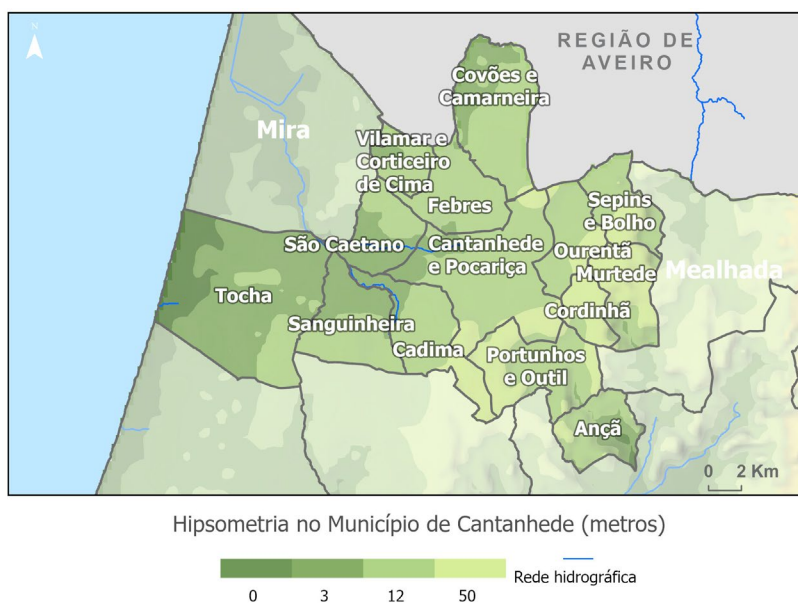 N
REGIÃO DE
AVEIRO
Covões e
Camarneira
Mira
Vilamar e
Corticeiro
de Cima
Febres
Sepins
e Bolho
São Caetano
Cantanhede
e Pocariça
Ourentã
Murtede
Mealhada
Tocha
Sanguinheira
Cordinhã
Cadima
Portunhos
e Outil
Ançã
0 2 Km
Hipsometria no Município de Cantanhede (metros)
0 3 12 50
Rede hidrográfica